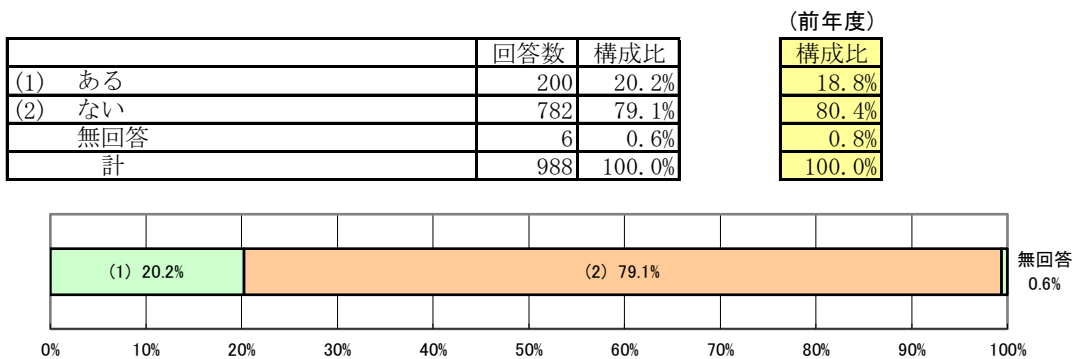 (前年度)
回答数 構成比 構成比
(1) ある 200 20.2% 18.8%
(2) ない 782 79.1% 80.4%
無回答 6 0.6% 0.8%
計 988 100.0% 100.0%
(1) 20.2% (2) 79.1% 無回答
0.6%
0% 10% 20% 30% 40% 50% 60% 70% 80% 90% 100%